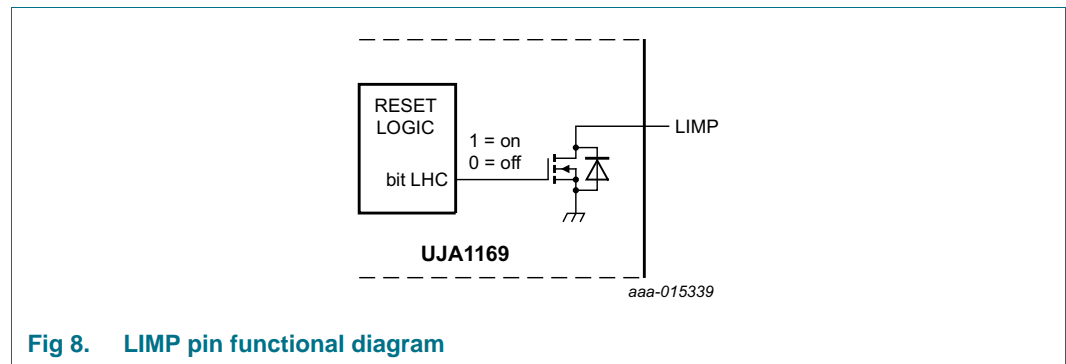 RESET
LOGIC
1 = on
0 = off
bit LHC
LIMP
UJA1169
aaa-015339
Fig 8. LIMP pin functional diagram